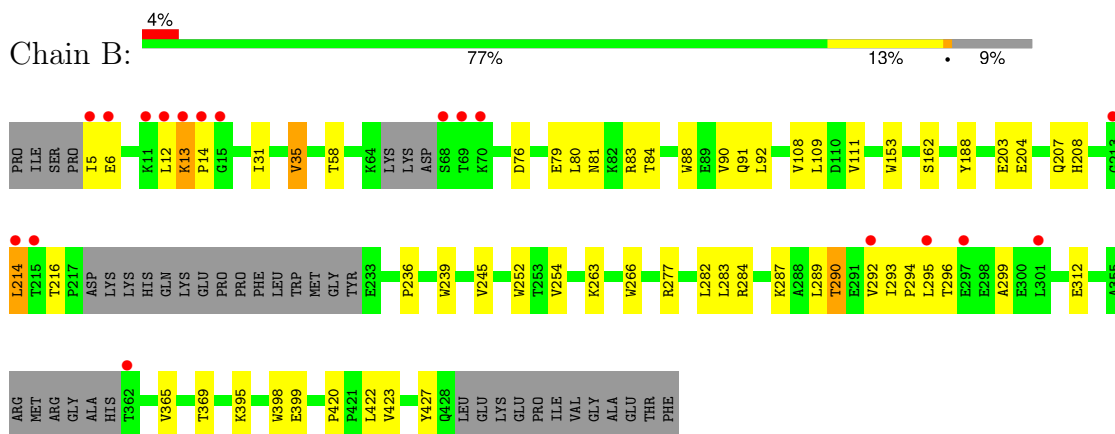 4%
Chain B:
77% 13% • 9%
PRO ILE SER PRO I5 E6 K11 L12 K13 P14 G15 I31 V35 T58 K64 LYS LYS ASP S68 T69 K70 D76 E79 L80 N81 K82 R83 T84 W88 E89 V90 Q91 L92 V108 L109 D110 V111 W153 S162 Y188 E203 E204 Q207 H208 G213
L214 T215 T216 P217 ASP LYS LYS HIS GLN LYS GLU PRO PRO PHE LEU TRP MET GLY TYR E233 P236 W239 V245 W252 T253 V254 K263 W266 R277 L282 L283 R284 K287 A288 L289 T290 E291 V292 I293 P294 L295 T296 E297 E298 A299 E300 L301 E312 A355
ARG MET ARG GLY ALA HIS T362 V365 T369 K395 W398 E399 P420 P421 L422 V423 Y427 Q428 LEU GLU LYS GLU PRO ILE VAL GLY ALA GLU THR PHE